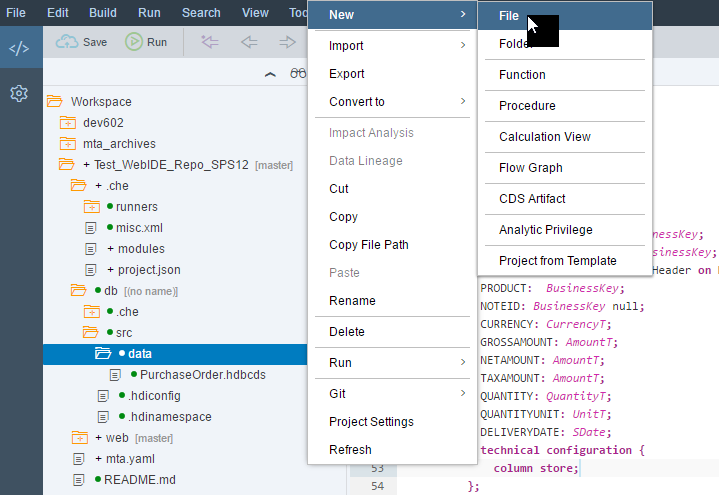 File Edit Build Run Search View
Save Run
Workspace
dev602
mta_archives
+ Test_WebIDE_Repo_SPS12 [master]
+ .che
runners
misc.xml
+ modules
+ project.json
db [(no name)]
.che
src
data
PurchaseOrder.hdbcds
.hdiconfig
.hdinamespace
+ web [master]
+ mta.yaml
README.md
New
Import
Export
Convert to
Impact Analysis
Data Lineage
Cut
Copy
Copy File Path
Paste
Rename
Delete
Run
Git
Project Settings
Refresh
File
Folder
Function
Procedure
Calculation View
Flow Graph
CDS Artifact
Analytic Privilege
Project from Template
nessKey;
sinessKey;
Header on
PRODUCT: BusinessKey;
NOTEID: BusinessKey null;
CURRENCY: CurrencyT;
GROSSAMOUNT: AmountT;
NETAMOUNT: AmountT;
TAXAMOUNT: AmountT;
QUANTITY: QuantityT;
QUANTITYUNIT: UnitT;
DELIVERYDATE: SDate;
technical configuration {
53 column store;
54 };